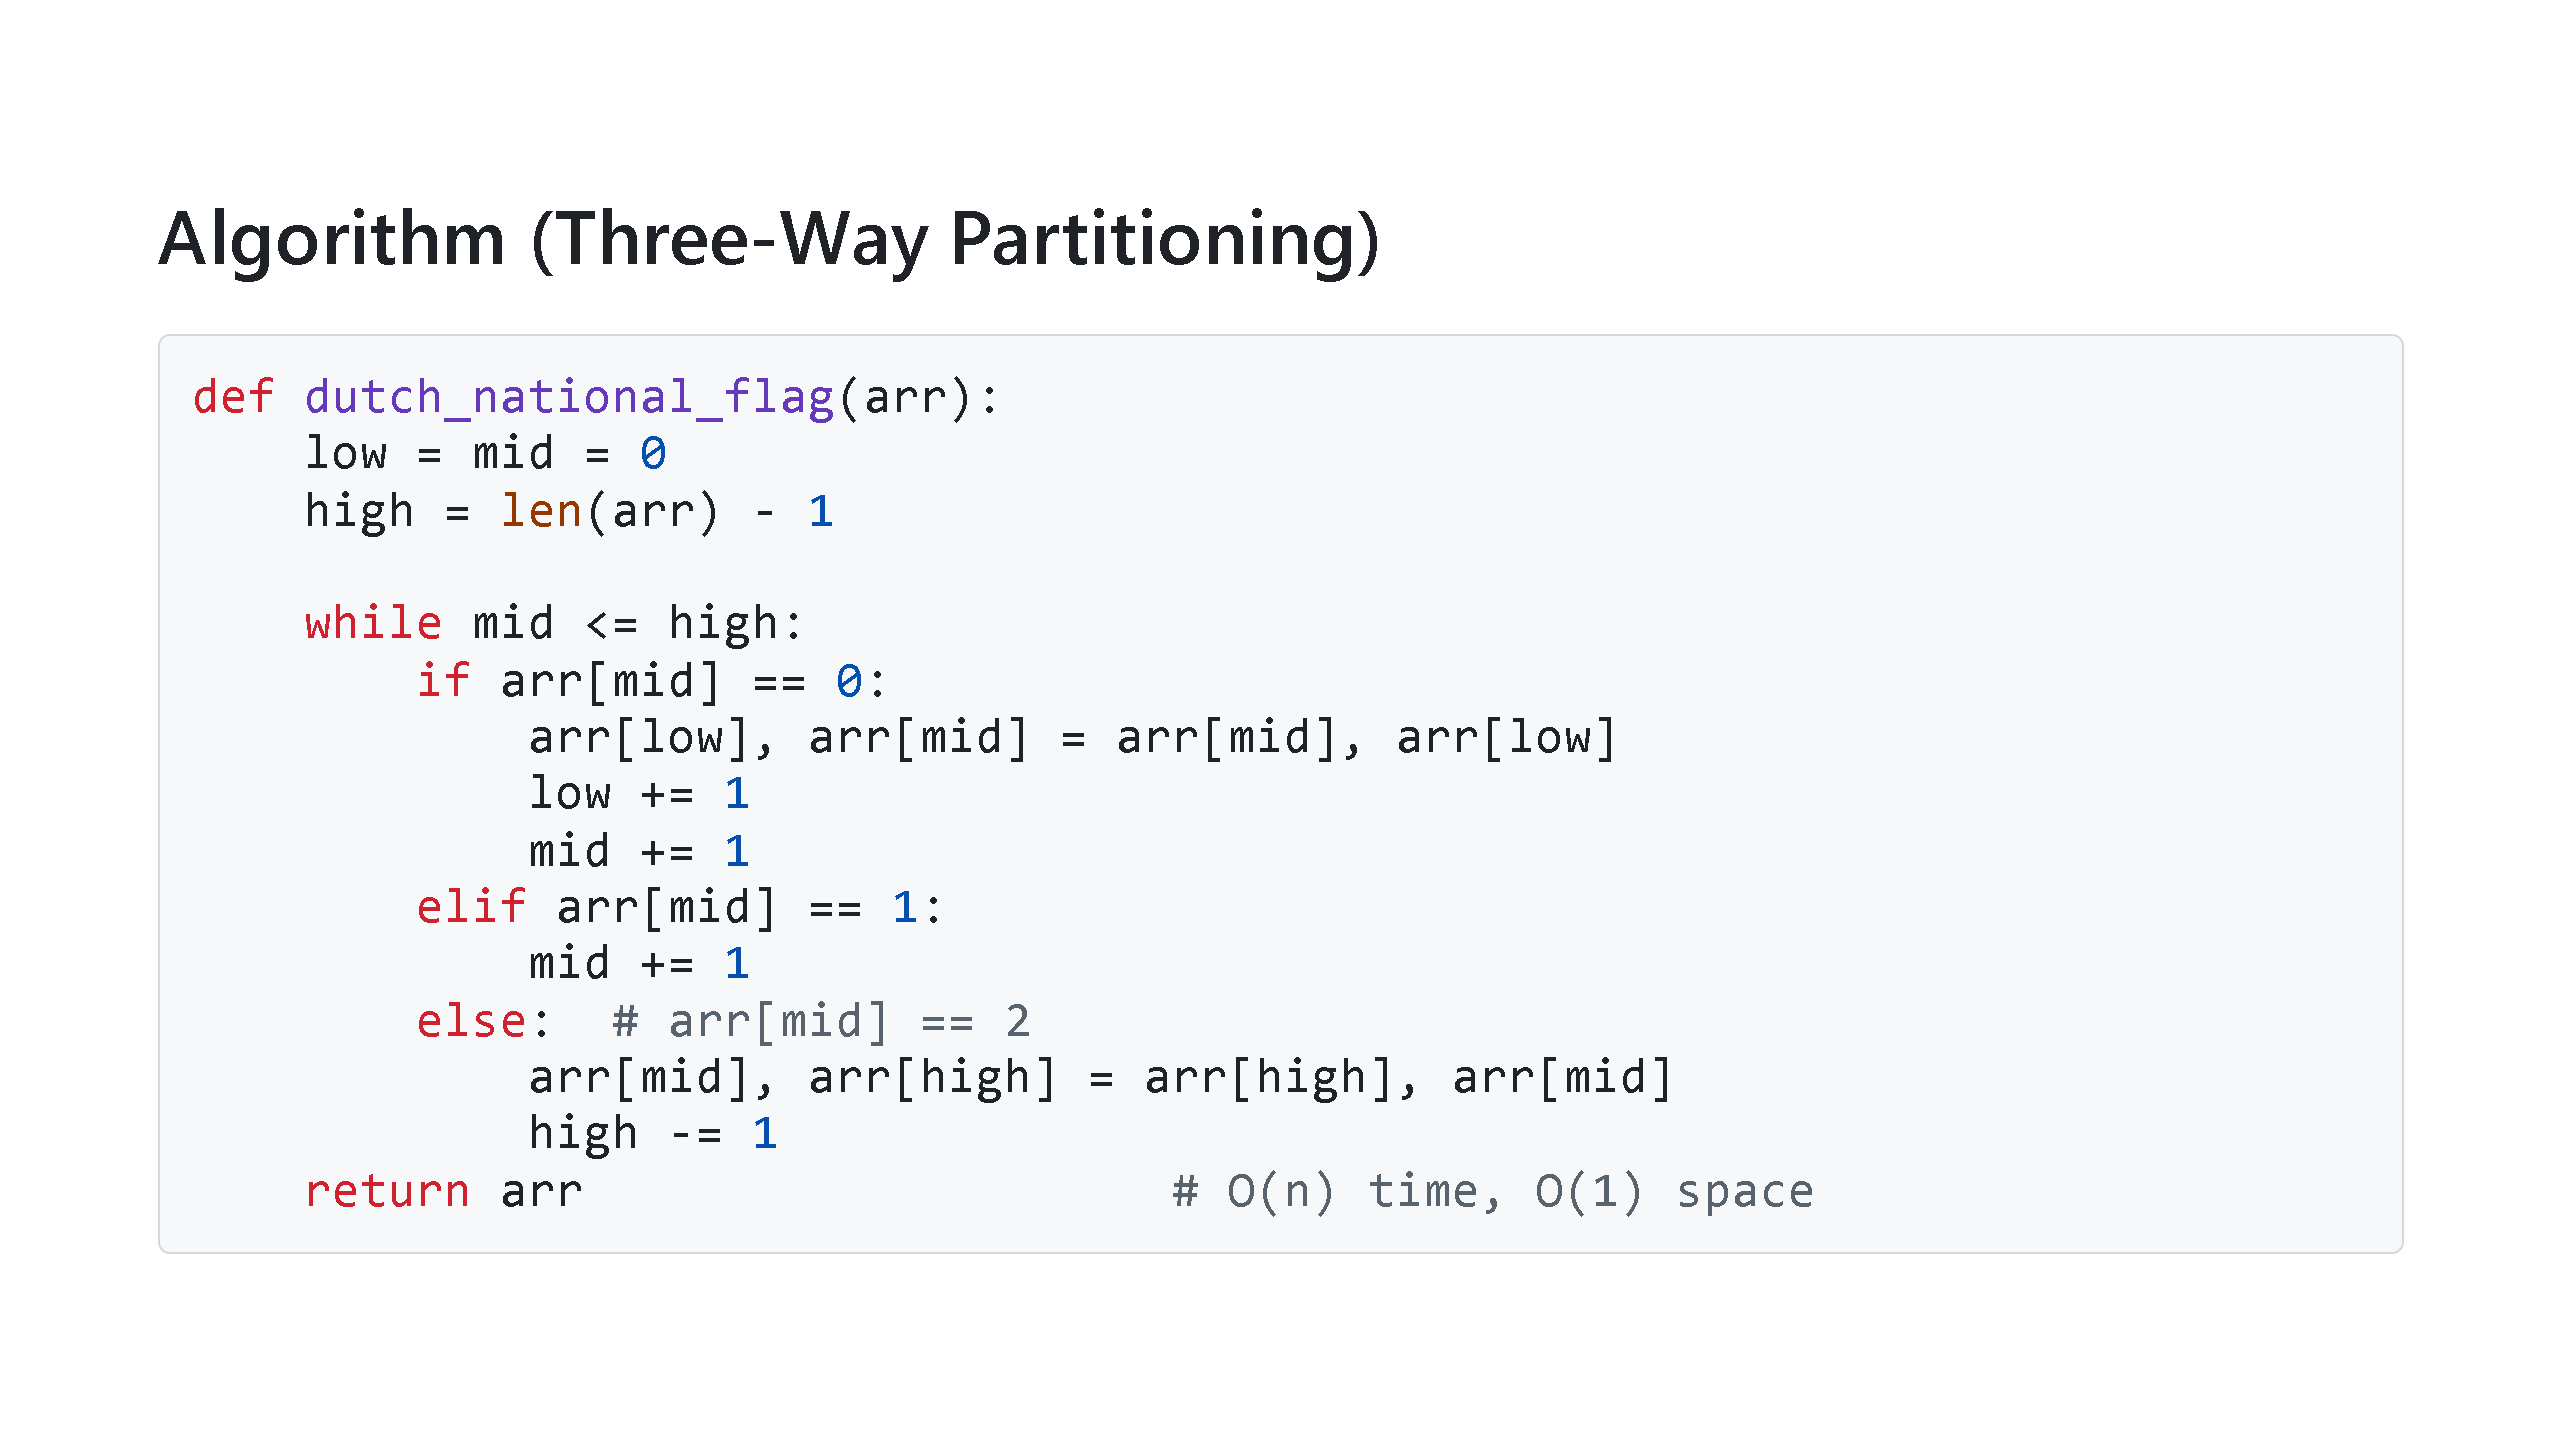 Algorithm (Three-Way Partitioning)
def dutch_national_flag(arr):
    low = mid = 0
    high = len(arr) - 1

    while mid <= high:
        if arr[mid] == 0:
            arr[low], arr[mid] = arr[mid], arr[low]
            low += 1
            mid += 1
        elif arr[mid] == 1:
            mid += 1
        else:  # arr[mid] == 2
            arr[mid], arr[high] = arr[high], arr[mid]
            high -= 1
    return arr                     # O(n) time, O(1) space